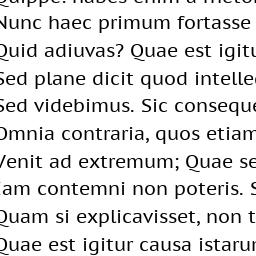 Quippe: habes enim a rhetor
Nunc haec primum fortasse
Quid adiuvas? Quae est igitu
Sed plane dicit quod intelle
Sed videbimus. Sic conseque
Omnia contraria, quos etiam
Venit ad extremum; Quae se
Iam contemni non poteris. S
Quam si explicavisset, non t
Quae est igitur causa istarur